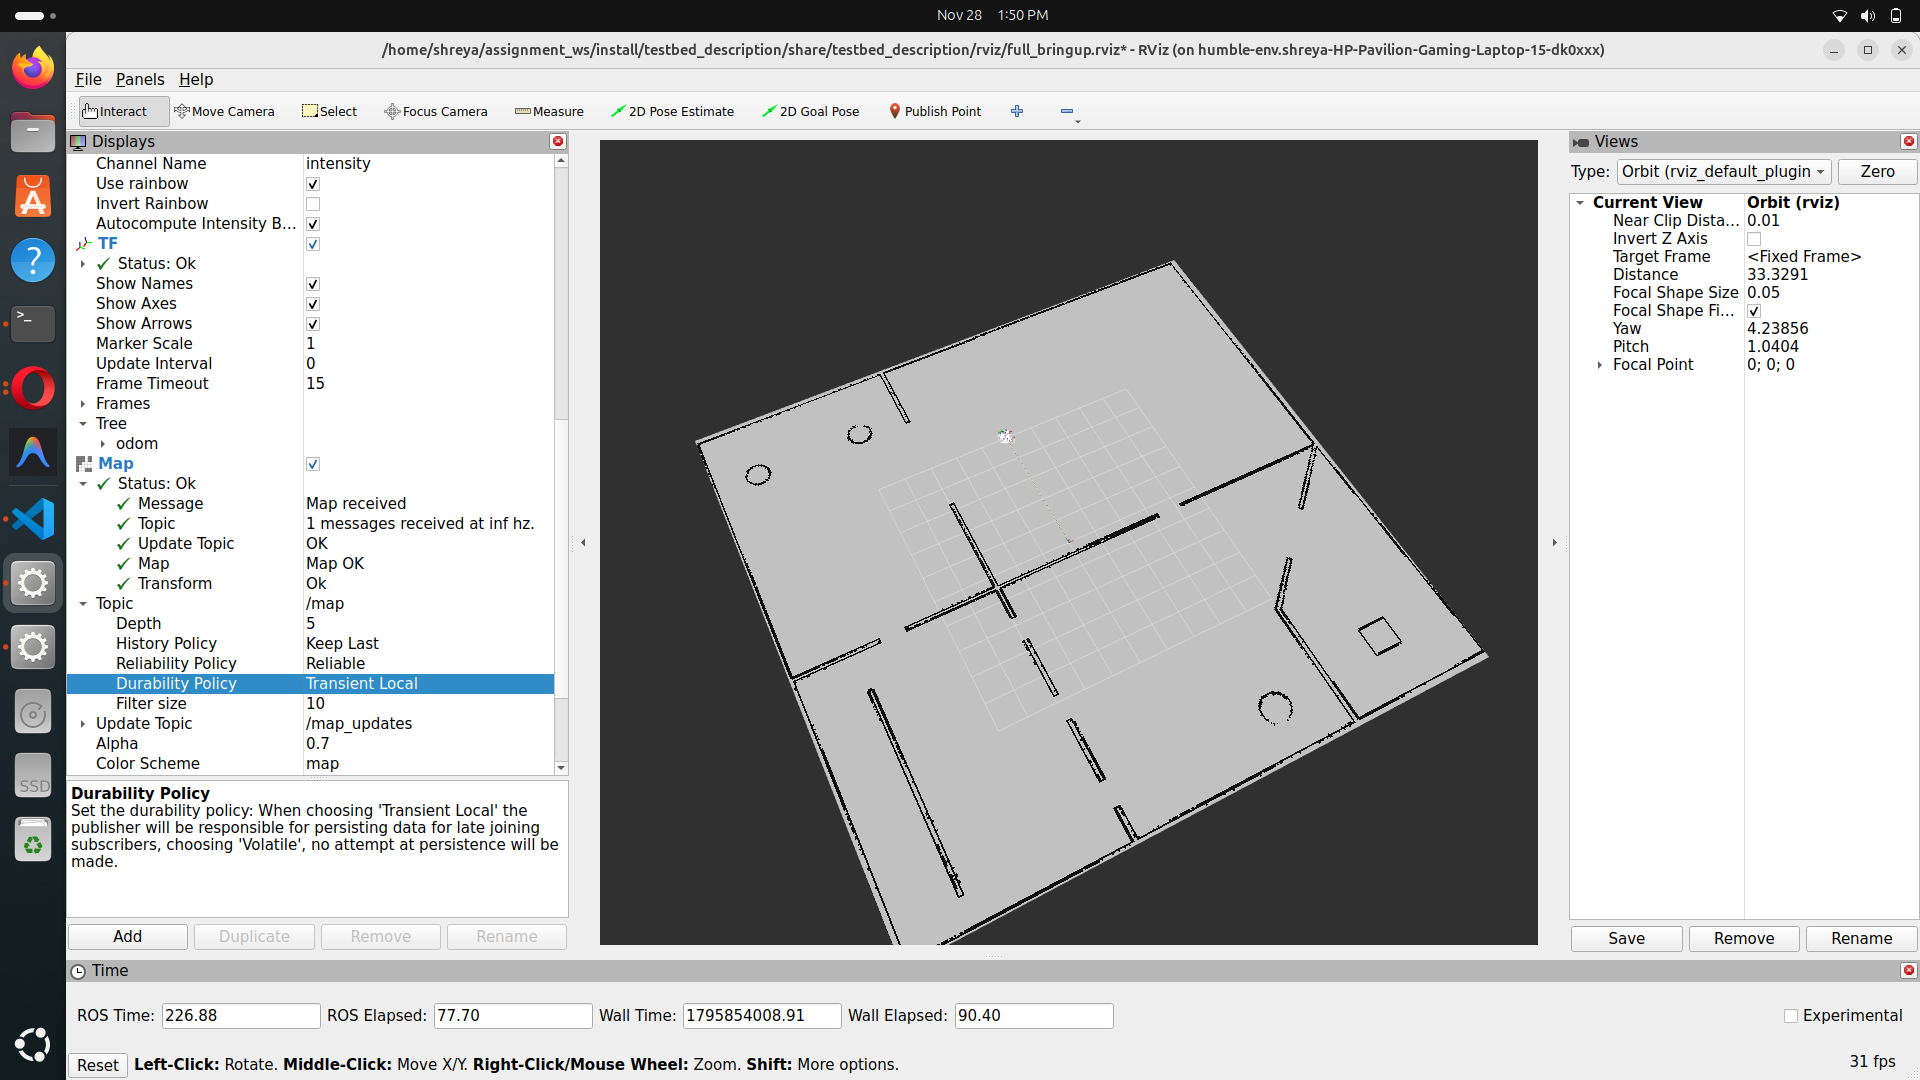 Nov 28 1:50 PM
/home/shreya/assignment_ws/install/testbed_description/share/testbed_description/rviz/full_bringup.rviz* - RViz (on humble-env.shreya-HP-Pavilion-Gaming-Laptop-15-dk0xxx)
File Panels Help
Interact Move Camera Select Focus Camera Measure 2D Pose Estimate 2D Goal Pose Publish Point
Displays
Channel Name intensity
Use rainbow
Invert Rainbow
Autocompute Intensity B...
TF
Status: Ok
Show Names
Show Axes
Show Arrows
Marker Scale 1
Update Interval 0
Frame Timeout 15
Frames
Tree
odom
Map
Status: Ok
Message Map received
Topic 1 messages received at inf hz.
Update Topic OK
Map Map OK
Transform Ok
Topic /map
Depth 5
History Policy Keep Last
Reliability Policy Reliable
Durability Policy Transient Local
Filter size 10
Update Topic /map_updates
Alpha 0.7
Color Scheme map
Durability Policy
Set the durability policy: When choosing 'Transient Local' the
publisher will be responsible for persisting data for late joining
subscribers, choosing 'Volatile', no attempt at persistence will be
made.
Add Duplicate Remove Rename
Views
Type: Orbit (rviz_default_plugin Zero
Current View Orbit (rviz)
Near Clip Dista... 0.01
Invert Z Axis
Target Frame <Fixed Frame>
Distance 33.3291
Focal Shape Size 0.05
Focal Shape Fi...
Yaw 4.23856
Pitch 1.0404
Focal Point 0; 0; 0
Save Remove Rename
Time
ROS Time: 226.88 ROS Elapsed: 77.70 Wall Time: 1795854008.91 Wall Elapsed: 90.40 Experimental
Reset Left-Click: Rotate. Middle-Click: Move X/Y. Right-Click/Mouse Wheel: Zoom. Shift: More options. 31 fps
SSD